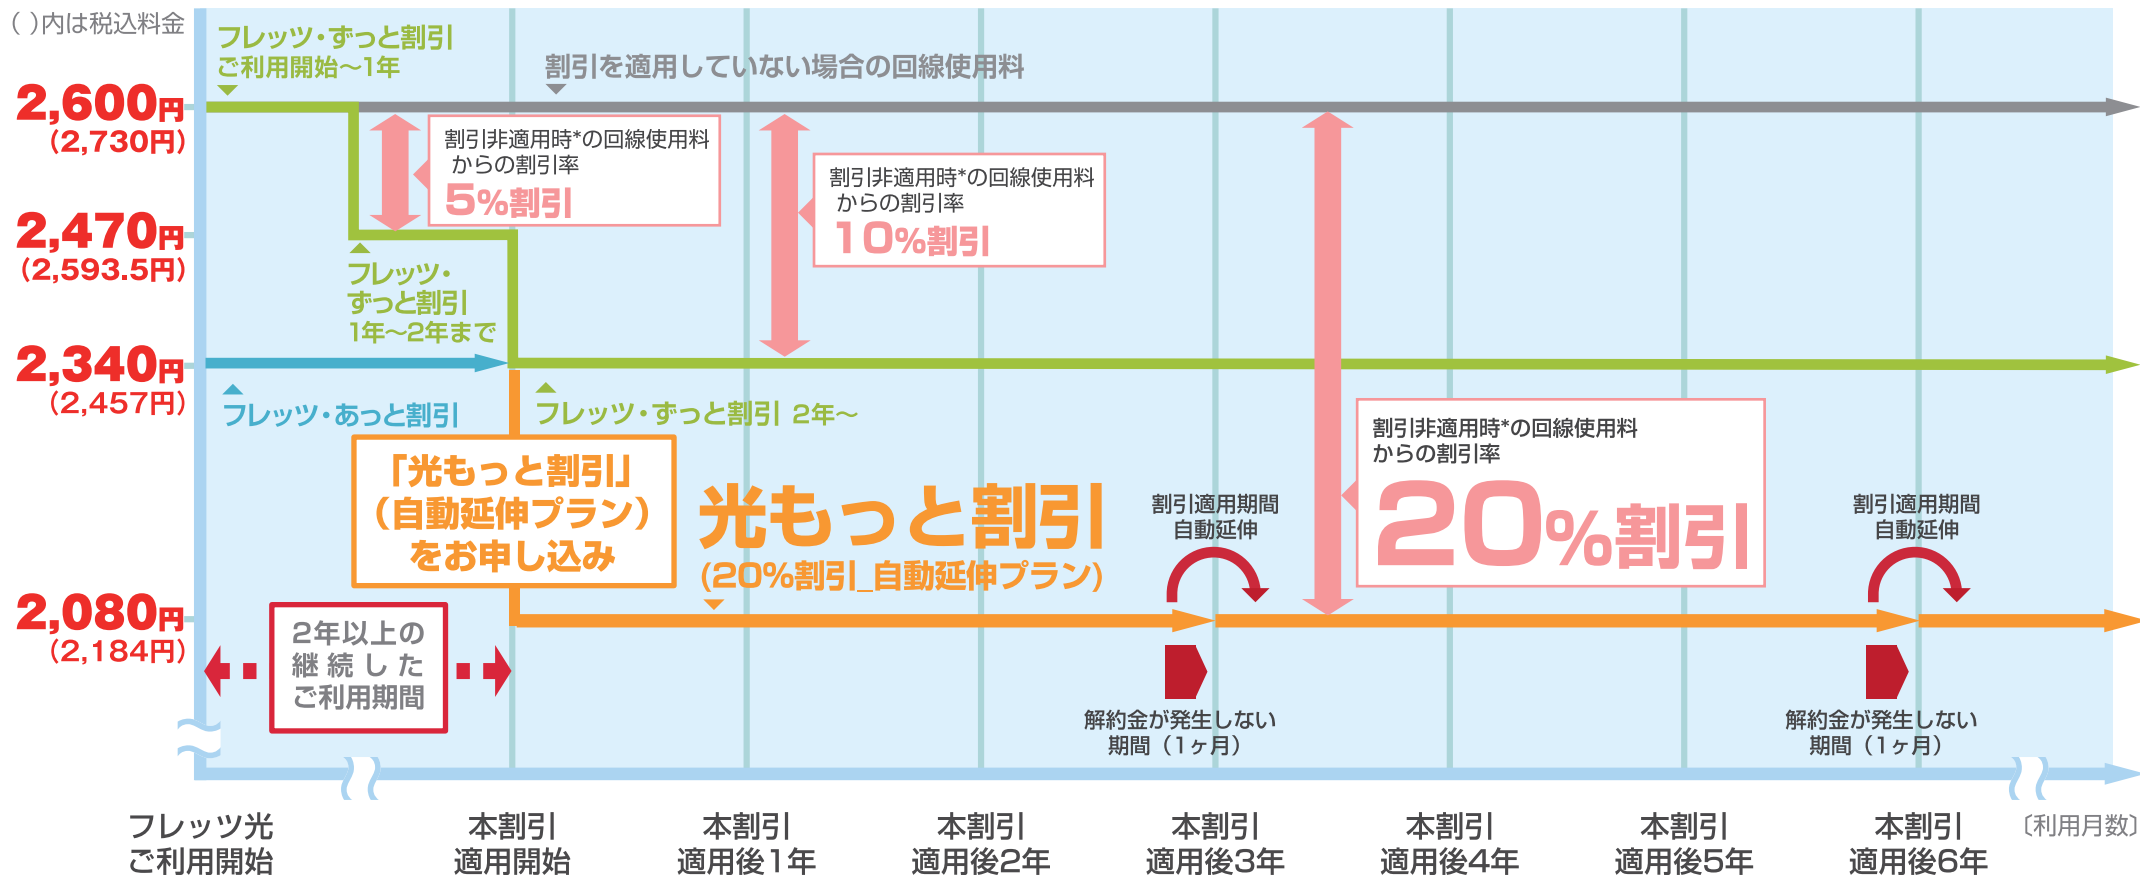 ( )内は税込料金
2,600円
(2,730円)
2,470円
(2,593.5円)
2,340円
(2,457円)
2,080円
(2,184円)
フレッツ・ずっと割引
ご利用開始～1年
割引を適用していない場合の回線使用料
割引非適用時*の回線使用料
からの割引率
5%割引
割引非適用時*の回線使用料
からの割引率
10%割引
フレッツ・
ずっと割引
1年～2年まで
フレッツ・あっと割引
フレッツ・ずっと割引 2年～
「光もっと割引」
（自動延伸プラン）
をお申し込み
光もっと割引
(20%割引_自動延伸プラン)
割引適用期間
自動延伸
割引非適用時*の回線使用料
からの割引率
20%割引
割引適用期間
自動延伸
2年以上の
継続した
ご利用期間
解約金が発生しない
期間（1ヶ月）
解約金が発生しない
期間（1ヶ月）
フレッツ光
ご利用開始
本割引
適用開始
本割引
適用後1年
本割引
適用後2年
本割引
適用後3年
本割引
適用後4年
本割引
適用後5年
本割引
適用後6年
〔利用月数〕